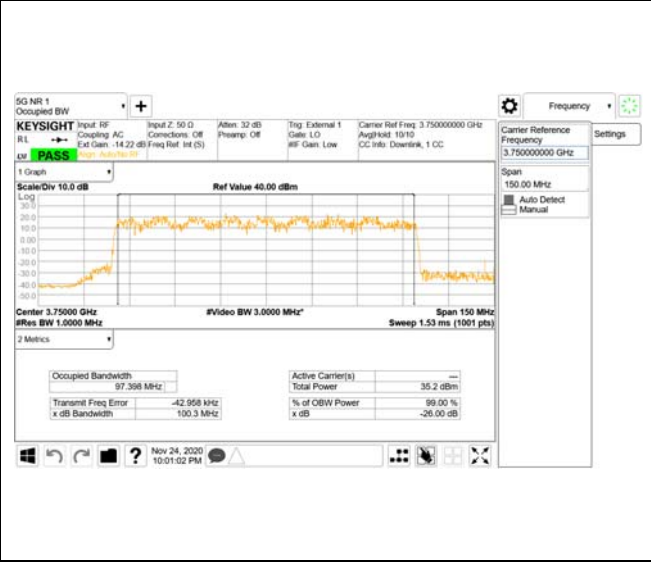 5G NR 1
Occupied BW
Frequency
KEYSIGHT
R L
PASS
Input: RF
Coupling: AC
Ext Gain: -14.22 dB
Align: Auto/No RF
Input Z: 50 Ω
Corrections: Off
Freq Ref: Int (S)
Atten: 32 dB
Preamp: Off
Trig: External 1
Gate: LO
#IF Gain: Low
Carrier Ref Freq: 3.750000000 GHz
Avg|Hold: 10/10
CC Info: Downlink, 1 CC
Carrier Reference
Frequency
3.750000000 GHz
Settings
Span
150.00 MHz
Auto Detect
Manual
1 Graph
Scale/Div 10.0 dB
Ref Value 40.00 dBm
Log
30.0
20.0
10.0
0.00
-10.0
-20.0
-30.0
-40.0
-50.0
Center 3.75000 GHz
#Video BW 3.0000 MHz*
Span 150 MHz
#Res BW 1.0000 MHz
Sweep 1.53 ms (1001 pts)
2 Metrics
Occupied Bandwidth
97.398 MHz
Transmit Freq Error -42.958 kHz
x dB Bandwidth 100.3 MHz
Active Carrier(s) ---
Total Power 35.2 dBm
% of OBW Power 99.00 %
x dB -26.00 dB
Nov 24, 2020
10:01:02 PM